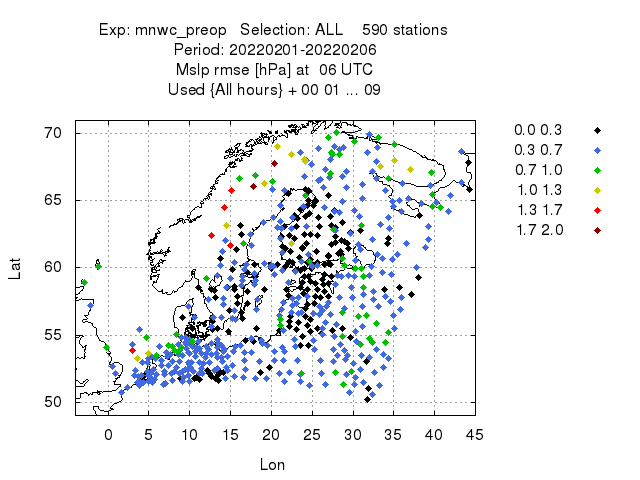 Exp: mnwc_preop   Selection: ALL    590 stations
Period: 20220201-20220206
Mslp rmse [hPa] at  06 UTC
Used {All hours} + 00 01 ... 09
0.0 0.3
0.3 0.7
0.7 1.0
1.0 1.3
1.3 1.7
1.7 2.0
70
65
60
55
50
Lat
0 5 10 15 20 25 30 35 40 45
Lon